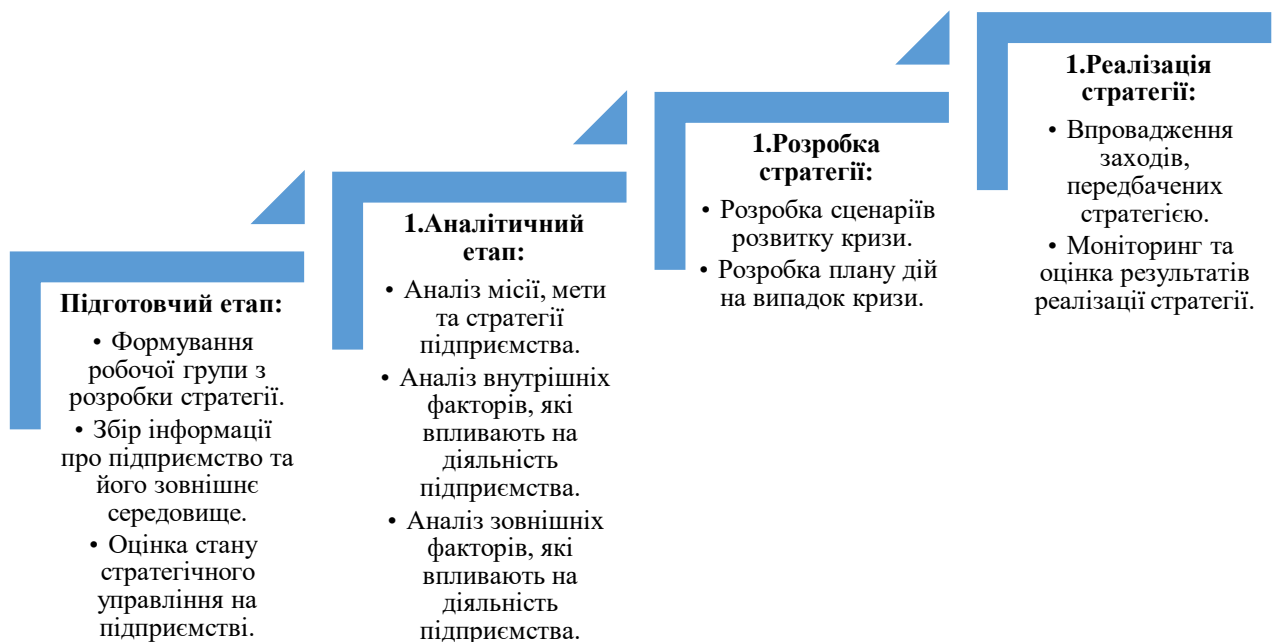 Підготовчий етап:
• Формування
робочої групи з
розробки стратегії.
• Збір інформації
про підприємство та
його зовнішнє
середовище.
• Оцінка стану
стратегічного
управління на
підприємстві.
1.Аналітичний
етап:
• Аналіз місії, мети
та стратегії
підприємства.
• Аналіз внутрішніх
факторів, які
впливають на
діяльність
підприємства.
• Аналіз зовнішніх
факторів, які
впливають на
діяльність
підприємства.
1.Розробка
стратегії:
• Розробка сценаріїв
розвитку кризи.
• Розробка плану дій
на випадок кризи.
1.Реалізація
стратегії:
• Впровадження
заходів,
передбачених
стратегією.
• Моніторинг та
оцінка результатів
реалізації стратегії.